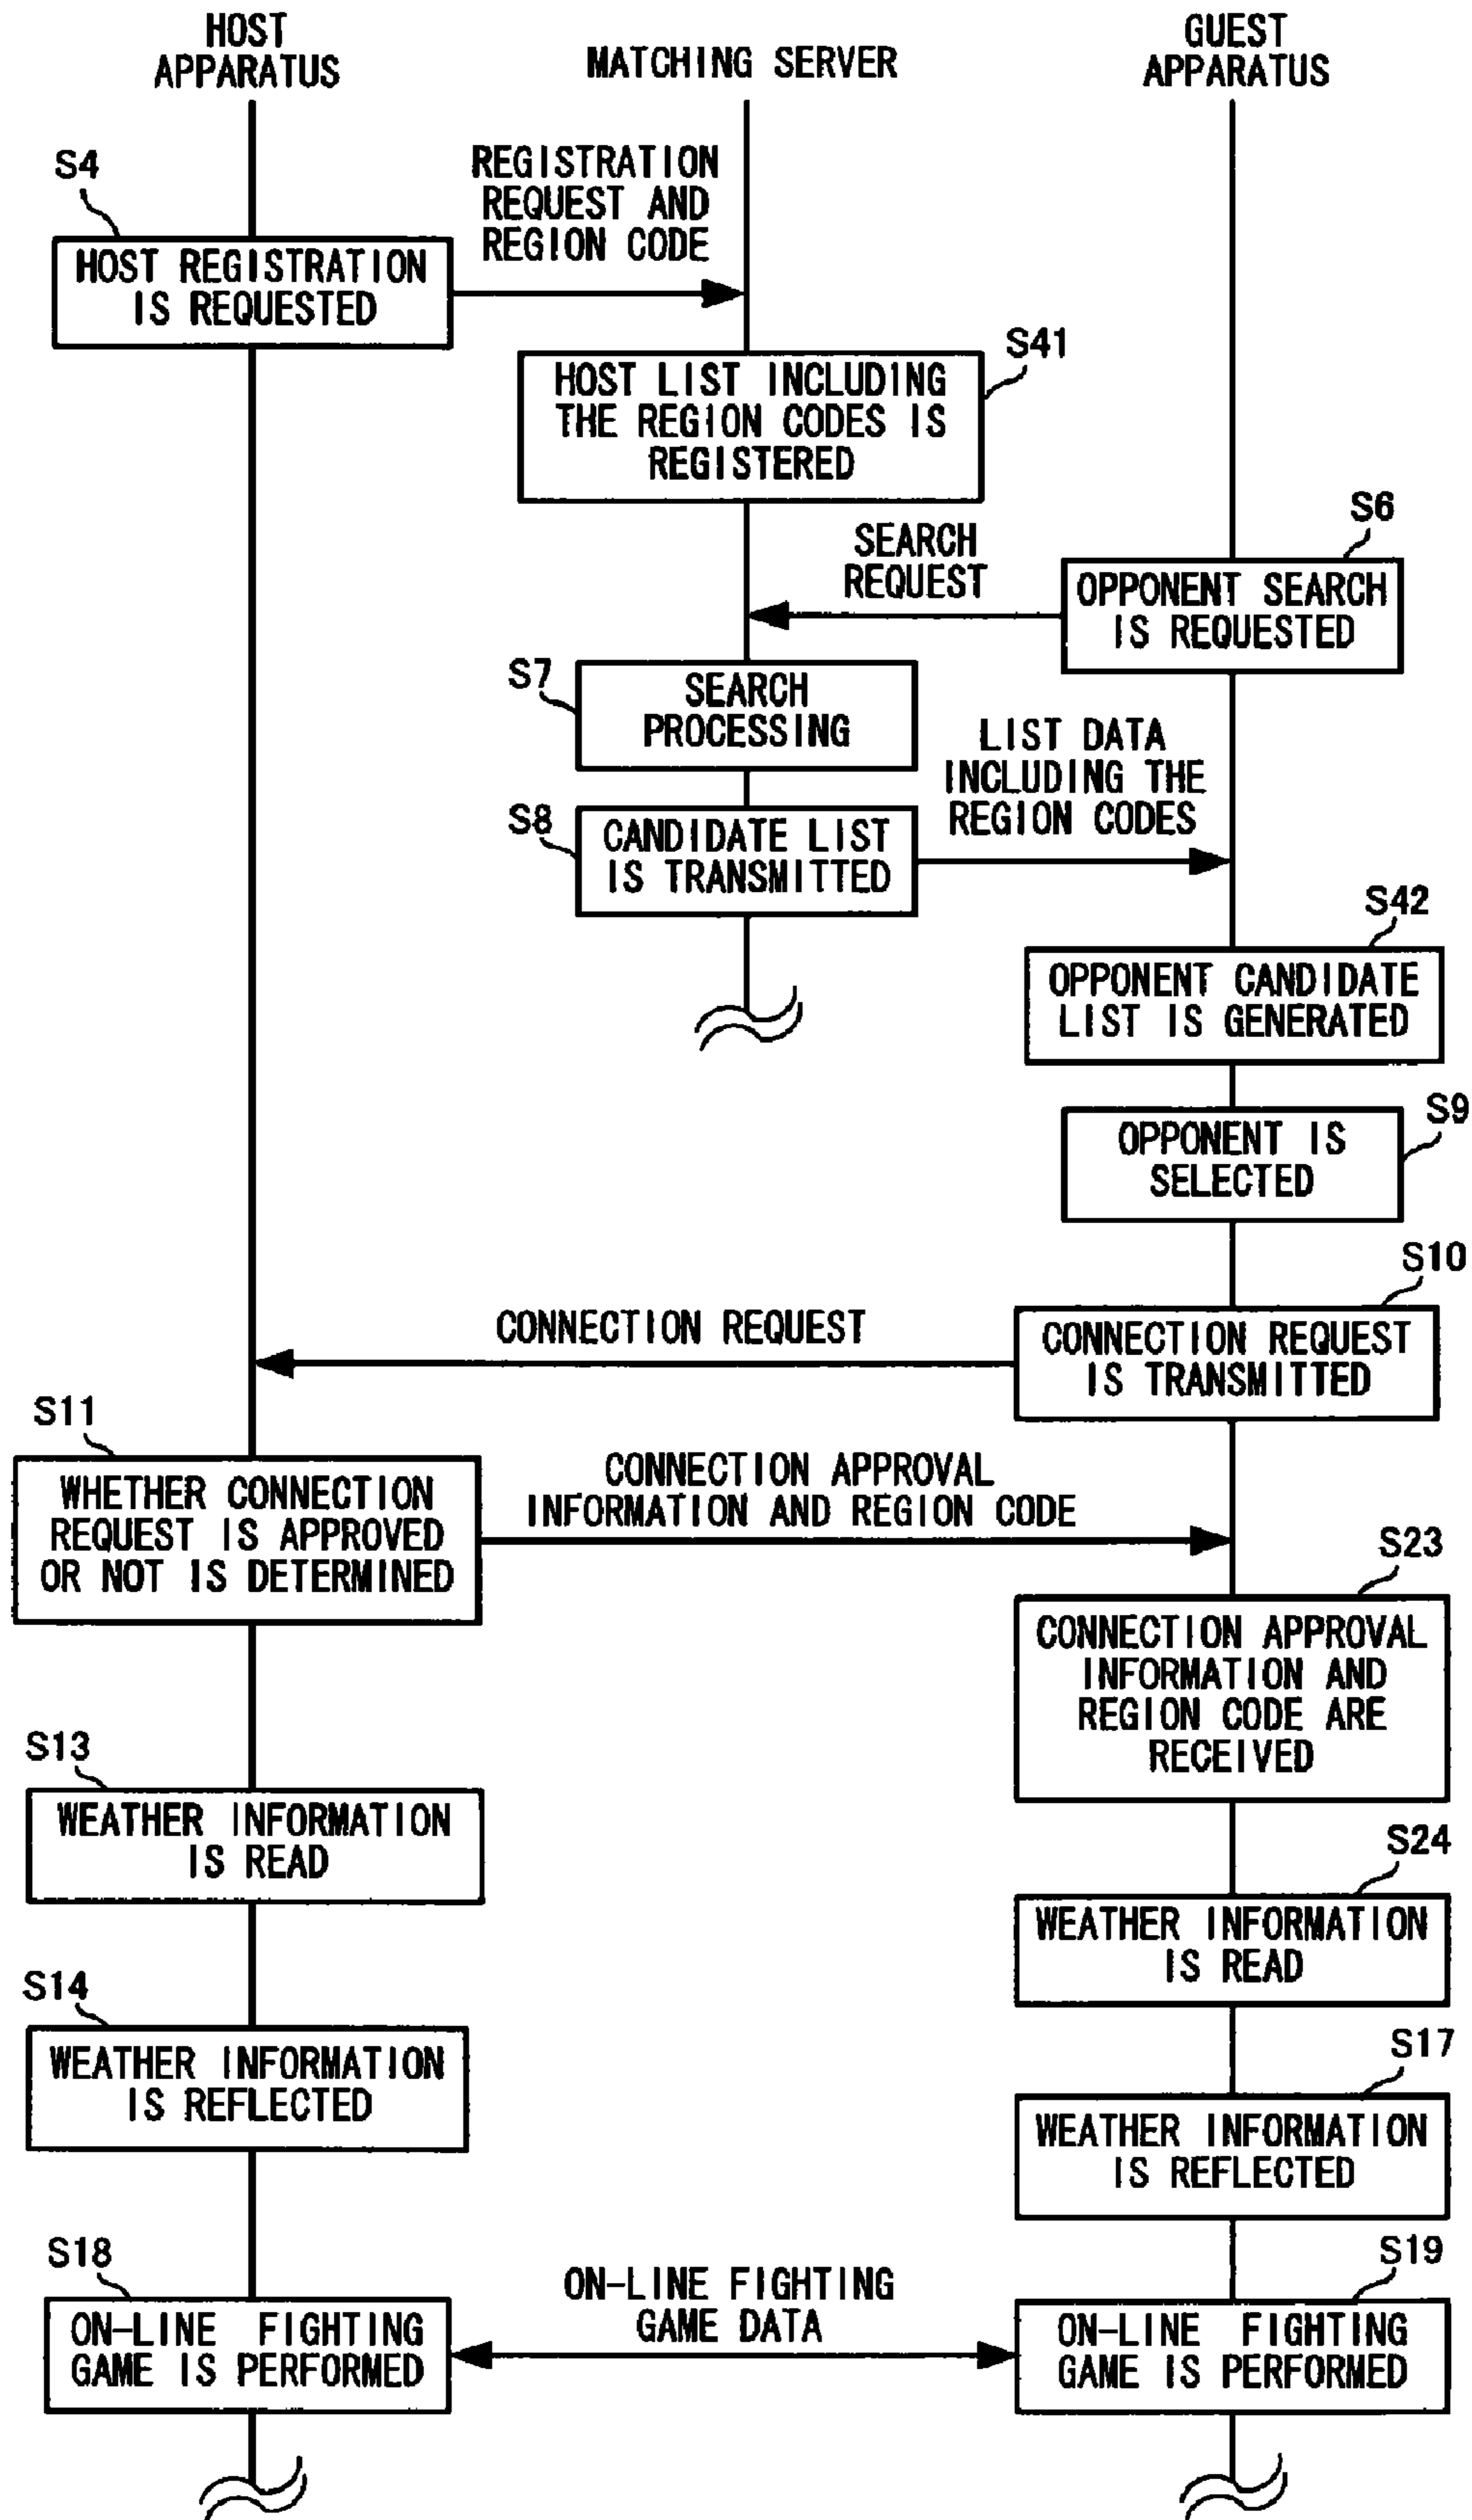 HOST
APPARATUS
MATCHING SERVER
GUEST
APPARATUS
S4
REGISTRATION
REQUEST AND
REGION CODE
HOST REGISTRATION
IS REQUESTED
S41
HOST LIST INCLUDING
THE REGION CODES IS
REGISTERED
S6
SEARCH
REQUEST
OPPONENT SEARCH
IS REQUESTED
S7
SEARCH
PROCESSING
LIST DATA
INCLUDING THE
REGION CODES
S8
CANDIDATE LIST
IS TRANSMITTED
S42
OPPONENT CANDIDATE
LIST IS GENERATED
S9
OPPONENT IS
SELECTED
S10
CONNECTION REQUEST
CONNECTION REQUEST
IS TRANSMITTED
S11
WHETHER CONNECTION
REQUEST IS APPROVED
OR NOT IS DETERMINED
CONNECTION APPROVAL
INFORMATION AND REGION CODE
S23
CONNECTION APPROVAL
INFORMATION AND
REGION CODE ARE
RECEIVED
S13
WEATHER INFORMATION
IS READ
S24
WEATHER INFORMATION
IS READ
S14
WEATHER INFORMATION
IS REFLECTED
S17
WEATHER INFORMATION
IS REFLECTED
S18
ON-LINE FIGHTING
GAME IS PERFORMED
ON-LINE FIGHTING
GAME DATA
S19
ON-LINE FIGHTING
GAME IS PERFORMED